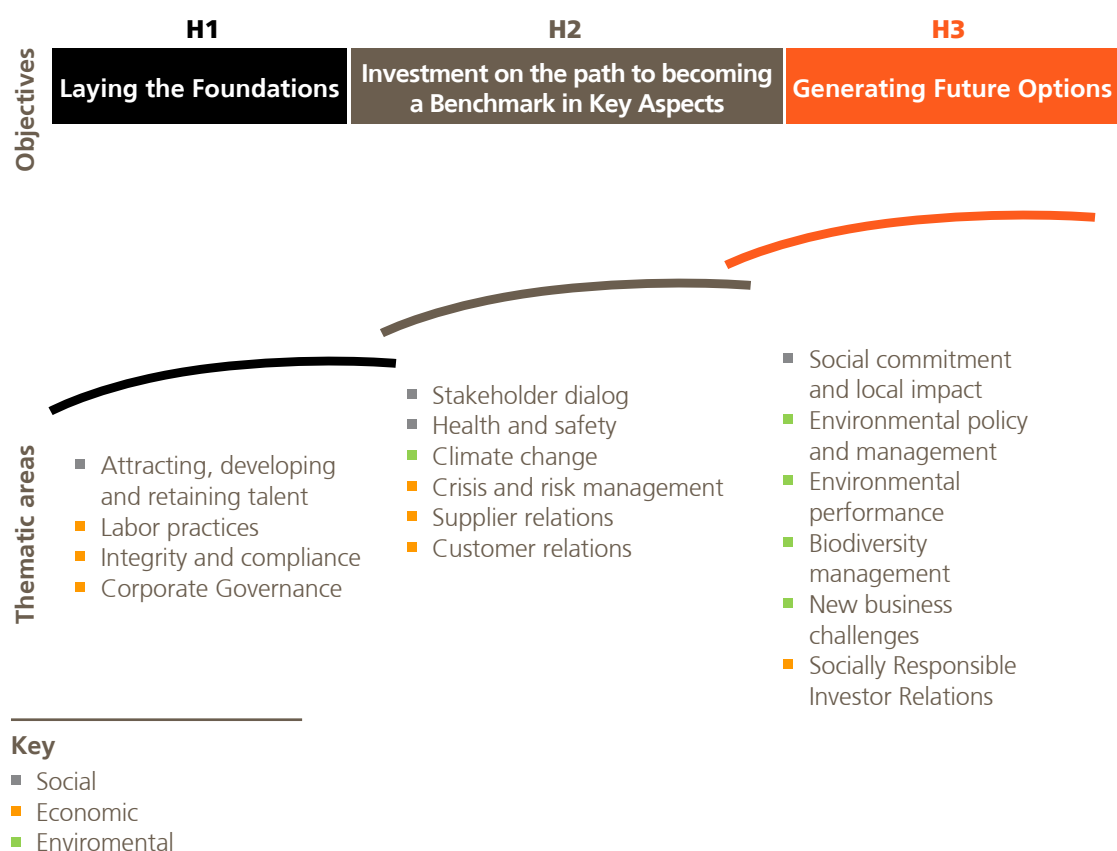 H1
H2
H3
Objectives
Laying the Foundations
Investment on the path to becoming
a Benchmark in Key Aspects
Generating Future Options
Thematic areas
Attracting, developing
and retaining talent
Labor practices
Integrity and compliance
Corporate Governance
Stakeholder dialog
Health and safety
Climate change
Crisis and risk management
Supplier relations
Customer relations
Social commitment
and local impact
Environmental policy
and management
Environmental
performance
Biodiversity
management
New business
challenges
Socially Responsible
Investor Relations
Key
Social
Economic
Enviromental